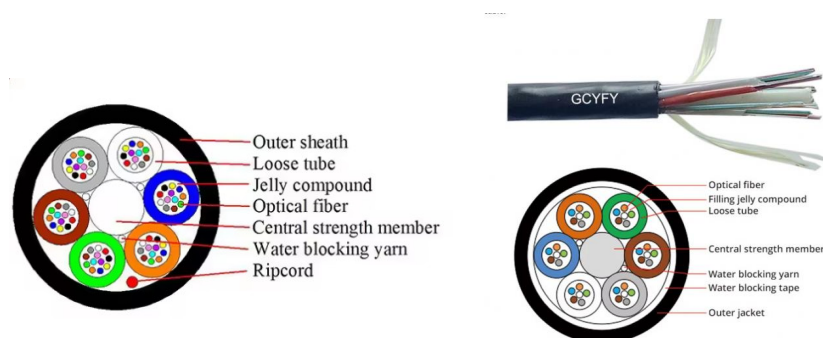 Outer sheath
Loose tube
Jelly compound
Optical fiber
Central strength member
Water blocking yarn
Ripcord
GCYFY
Optical fiber
Filling jelly compound
Loose tube
Central strength member
Water blocking yarn
Water blocking tape
Outer jacket